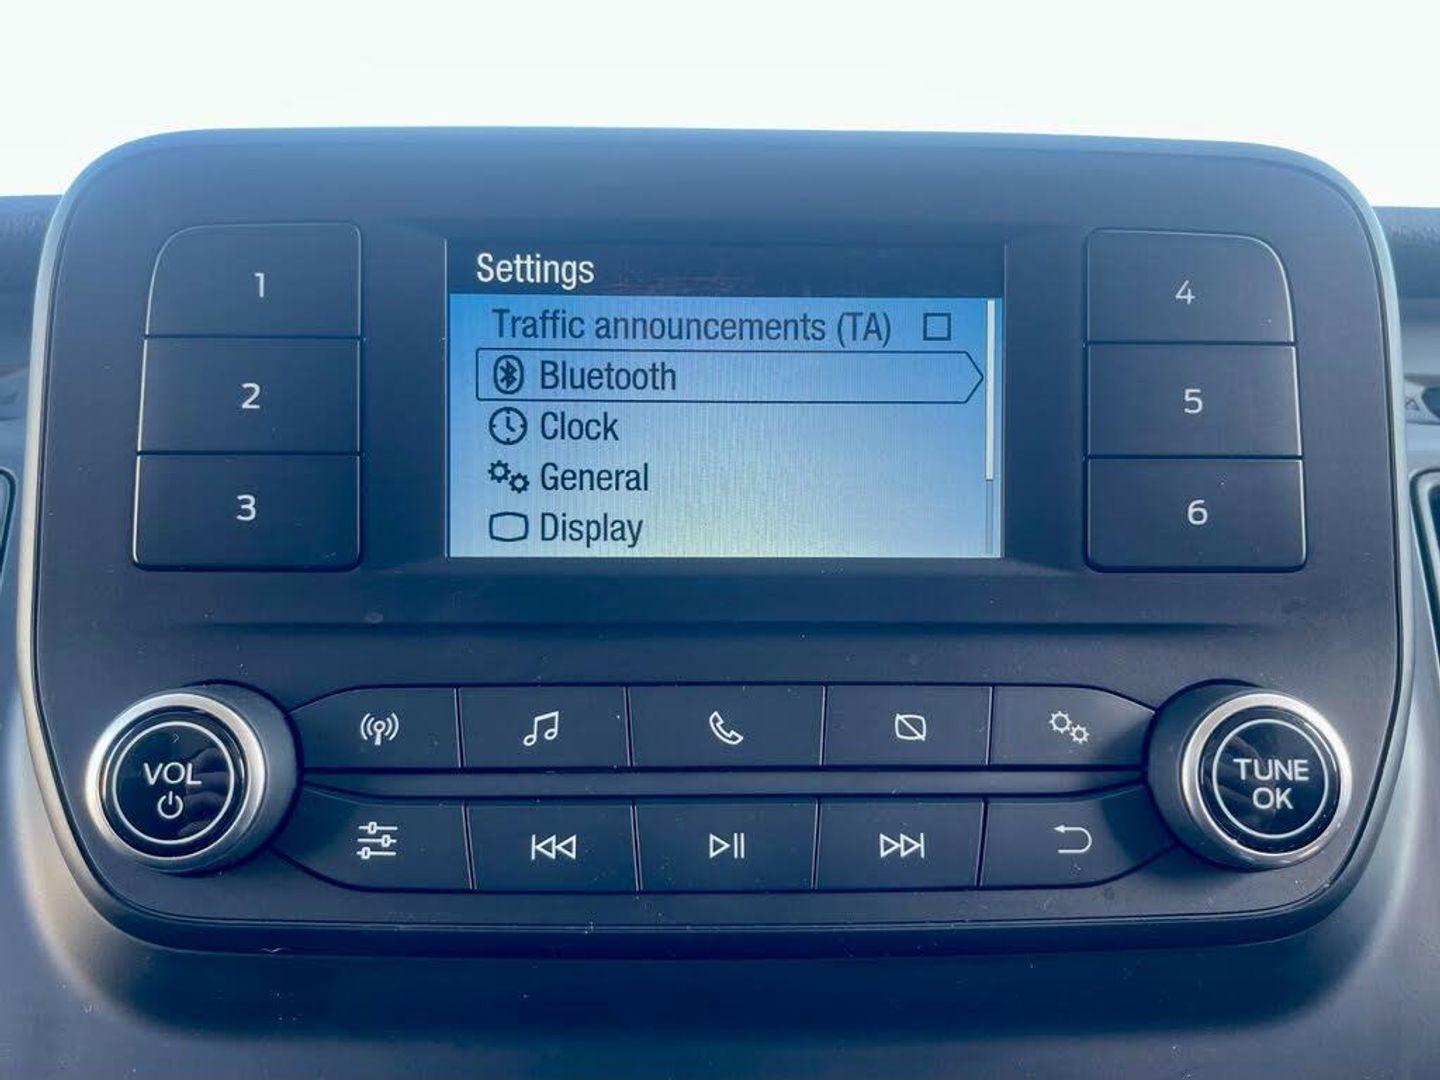 Settings
Traffic announcements (TA)
Bluetooth
Clock
General
Display
1
2
3
4
5
6
VOL
TUNE
OK